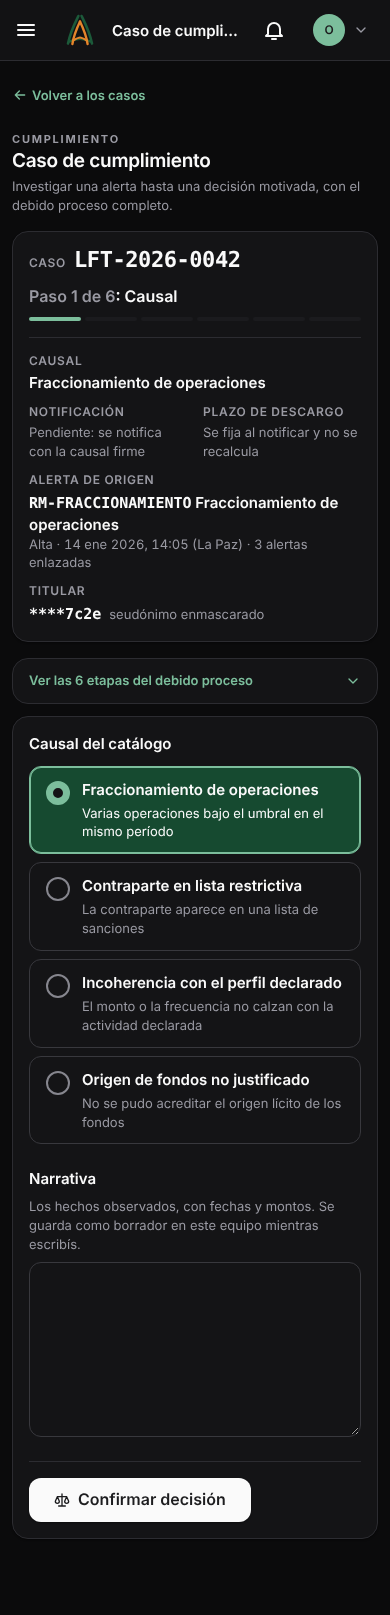 Caso de cumpli...
O
Volver a los casos
CUMPLIMIENTO
Caso de cumplimiento
Investigar una alerta hasta una decisión motivada, con el
debido proceso completo.
CASO LFT-2026-0042
Paso 1 de 6: Causal
CAUSAL
Fraccionamiento de operaciones
NOTIFICACIÓN
Pendiente: se notifica
con la causal firme
PLAZO DE DESCARGO
Se fija al notificar y no se
recalcula
ALERTA DE ORIGEN
RM-FRACCIONAMIENTO Fraccionamiento de
operaciones
Alta · 14 ene 2026, 14:05 (La Paz) · 3 alertas
enlazadas
TITULAR
****7c2e seudónimo enmascarado
Ver las 6 etapas del debido proceso
Causal del catálogo
Fraccionamiento de operaciones
Varias operaciones bajo el umbral en el
mismo período
Contraparte en lista restrictiva
La contraparte aparece en una lista de
sanciones
Incoherencia con el perfil declarado
El monto o la frecuencia no calzan con la
actividad declarada
Origen de fondos no justificado
No se pudo acreditar el origen lícito de los
fondos
Narrativa
Los hechos observados, con fechas y montos. Se
guarda como borrador en este equipo mientras
escribís.
Confirmar decisión